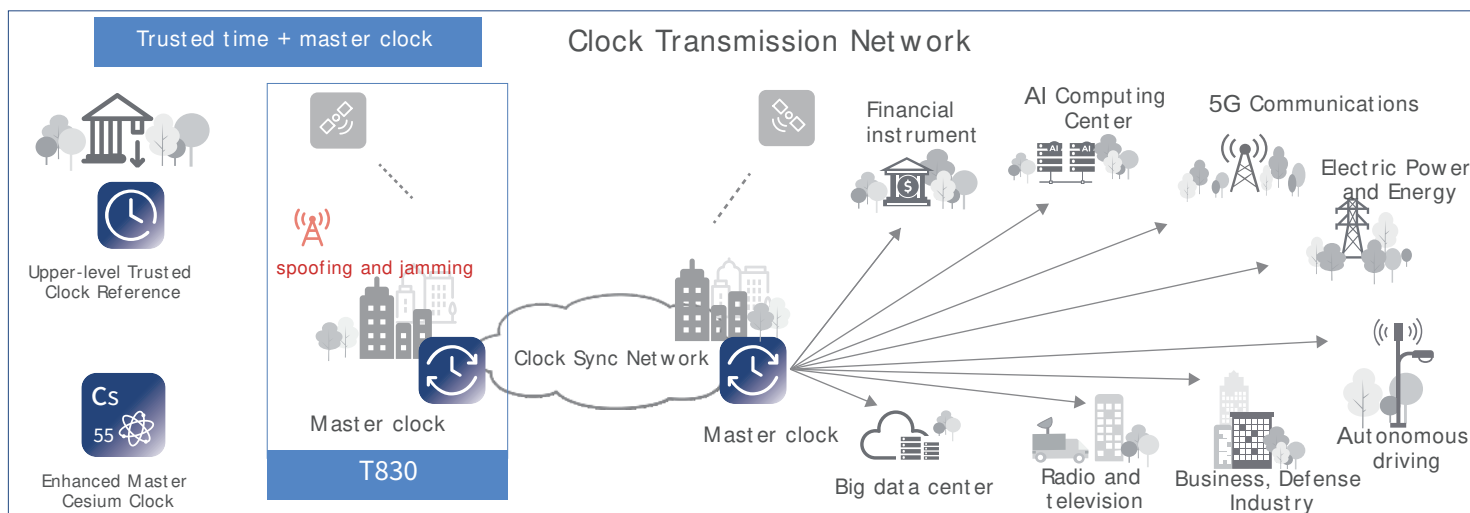 Trusted time + master clock
Clock Transmission Network
Financial
instrument
AI Computing
Center
5G Communications
Electric Power
and Energy
AI
AI
$
Upper-level Trusted
Clock Reference
spoofing and jamming
Clock Sync Network
Cs
55
Enhanced Master
Cesium Clock
Master clock
T830
Master clock
Big data center
Radio and
television
Business, Defense
Industry
Autonomous
driving